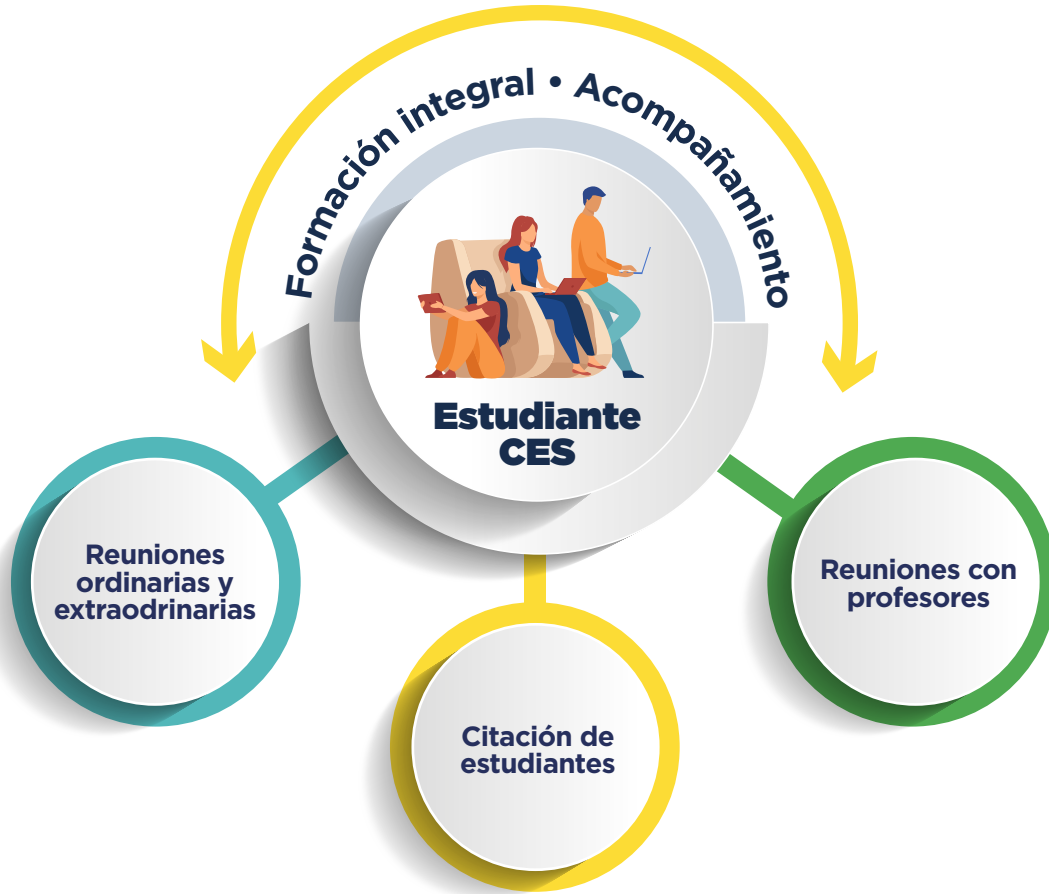 Formación integral • Acompañamiento
Estudiante
CES
Reuniones
ordinarias y
extraodrinarias
Reuniones con
profesores
Citación de
estudiantes